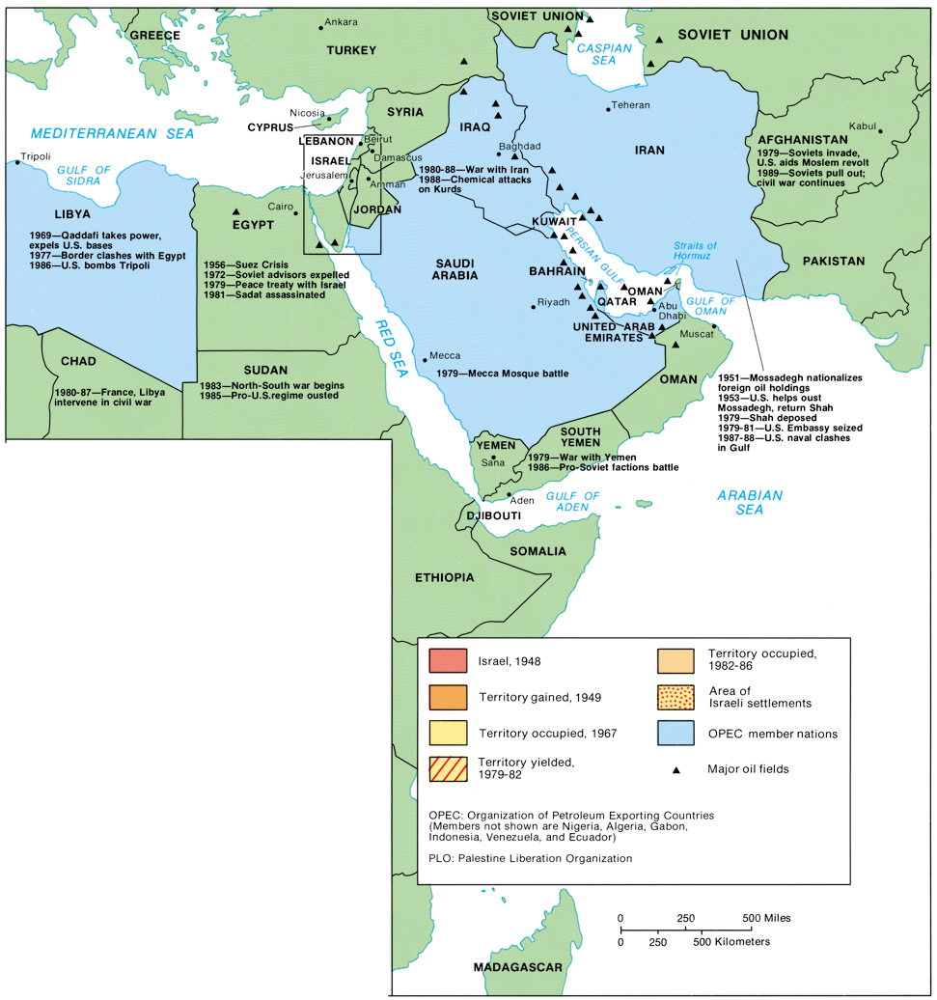 SOVIET UNION
Ankara
GREECE
TURKEY
CASPIAN
SEA
SOVIET UNION
Nicosia
CYPRUS
SYRIA
MEDITERRANEAN SEA
LEBANON
Beirut
ISRAEL
Damascus
Jerusalem
Amman
JORDAN
IRAQ
Baghdad
1980-88—War with Iran
1988—Chemical attacks
on Kurds
Teheran
IRAN
Kabul
AFGHANISTAN
1979—Soviets invade,
U.S. aids Moslem revolt
1989—Soviets pull out;
civil war continues
PAKISTAN
Tripoli
GULF OF
SIDRA
LIBYA
1969—Qaddafi takes power,
expels U.S. bases
1977—Border clashes with Egypt
1986—U.S. bombs Tripoli
Cairo
EGYPT
1956—Suez Crisis
1972—Soviet advisors expelled
1979—Peace treaty with Israel
1981—Sadat assassinated
KUWAIT
PERSIAN GULF
Straits of
Hormuz
SAUDI
ARABIA
BAHRAIN
OMAN
QATAR
Abu
Dhabi
GULF OF
OMAN
Riyadh
UNITED ARAB
EMIRATES
Muscat
RED SEA
Mecca
1979—Mecca Mosque battle
OMAN
CHAD
1980-87—France, Libya
intervene in civil war
SUDAN
1983—North-South war begins
1985—Pro-U.S.regime ousted
1951—Mossadegh nationalizes
foreign oil holdings
1953—U.S. helps oust
Mossadegh, return Shah
1979—Shah deposed
1979-81—U.S. Embassy seized
1987-88—U.S. naval clashes
in Gulf
YEMEN
Sana
SOUTH
YEMEN
1979—War with Yemen
1986—Pro-Soviet factions battle
Aden
GULF OF
ADEN
ARABIAN
SEA
DJIBOUTI
SOMALIA
ETHIOPIA
Israel, 1948
Territory gained, 1949
Territory occupied, 1967
Territory yielded,
1979-82
Territory occupied,
1982-86
Area of
Israeli settlements
OPEC member nations
Major oil fields
OPEC: Organization of Petroleum Exporting Countries
(Members not shown are Nigeria, Algeria, Gabon,
Indonesia, Venezuela, and Ecuador)
PLO: Palestine Liberation Organization
0 250 500 Miles
0 250 500 Kilometers
MADAGASCAR